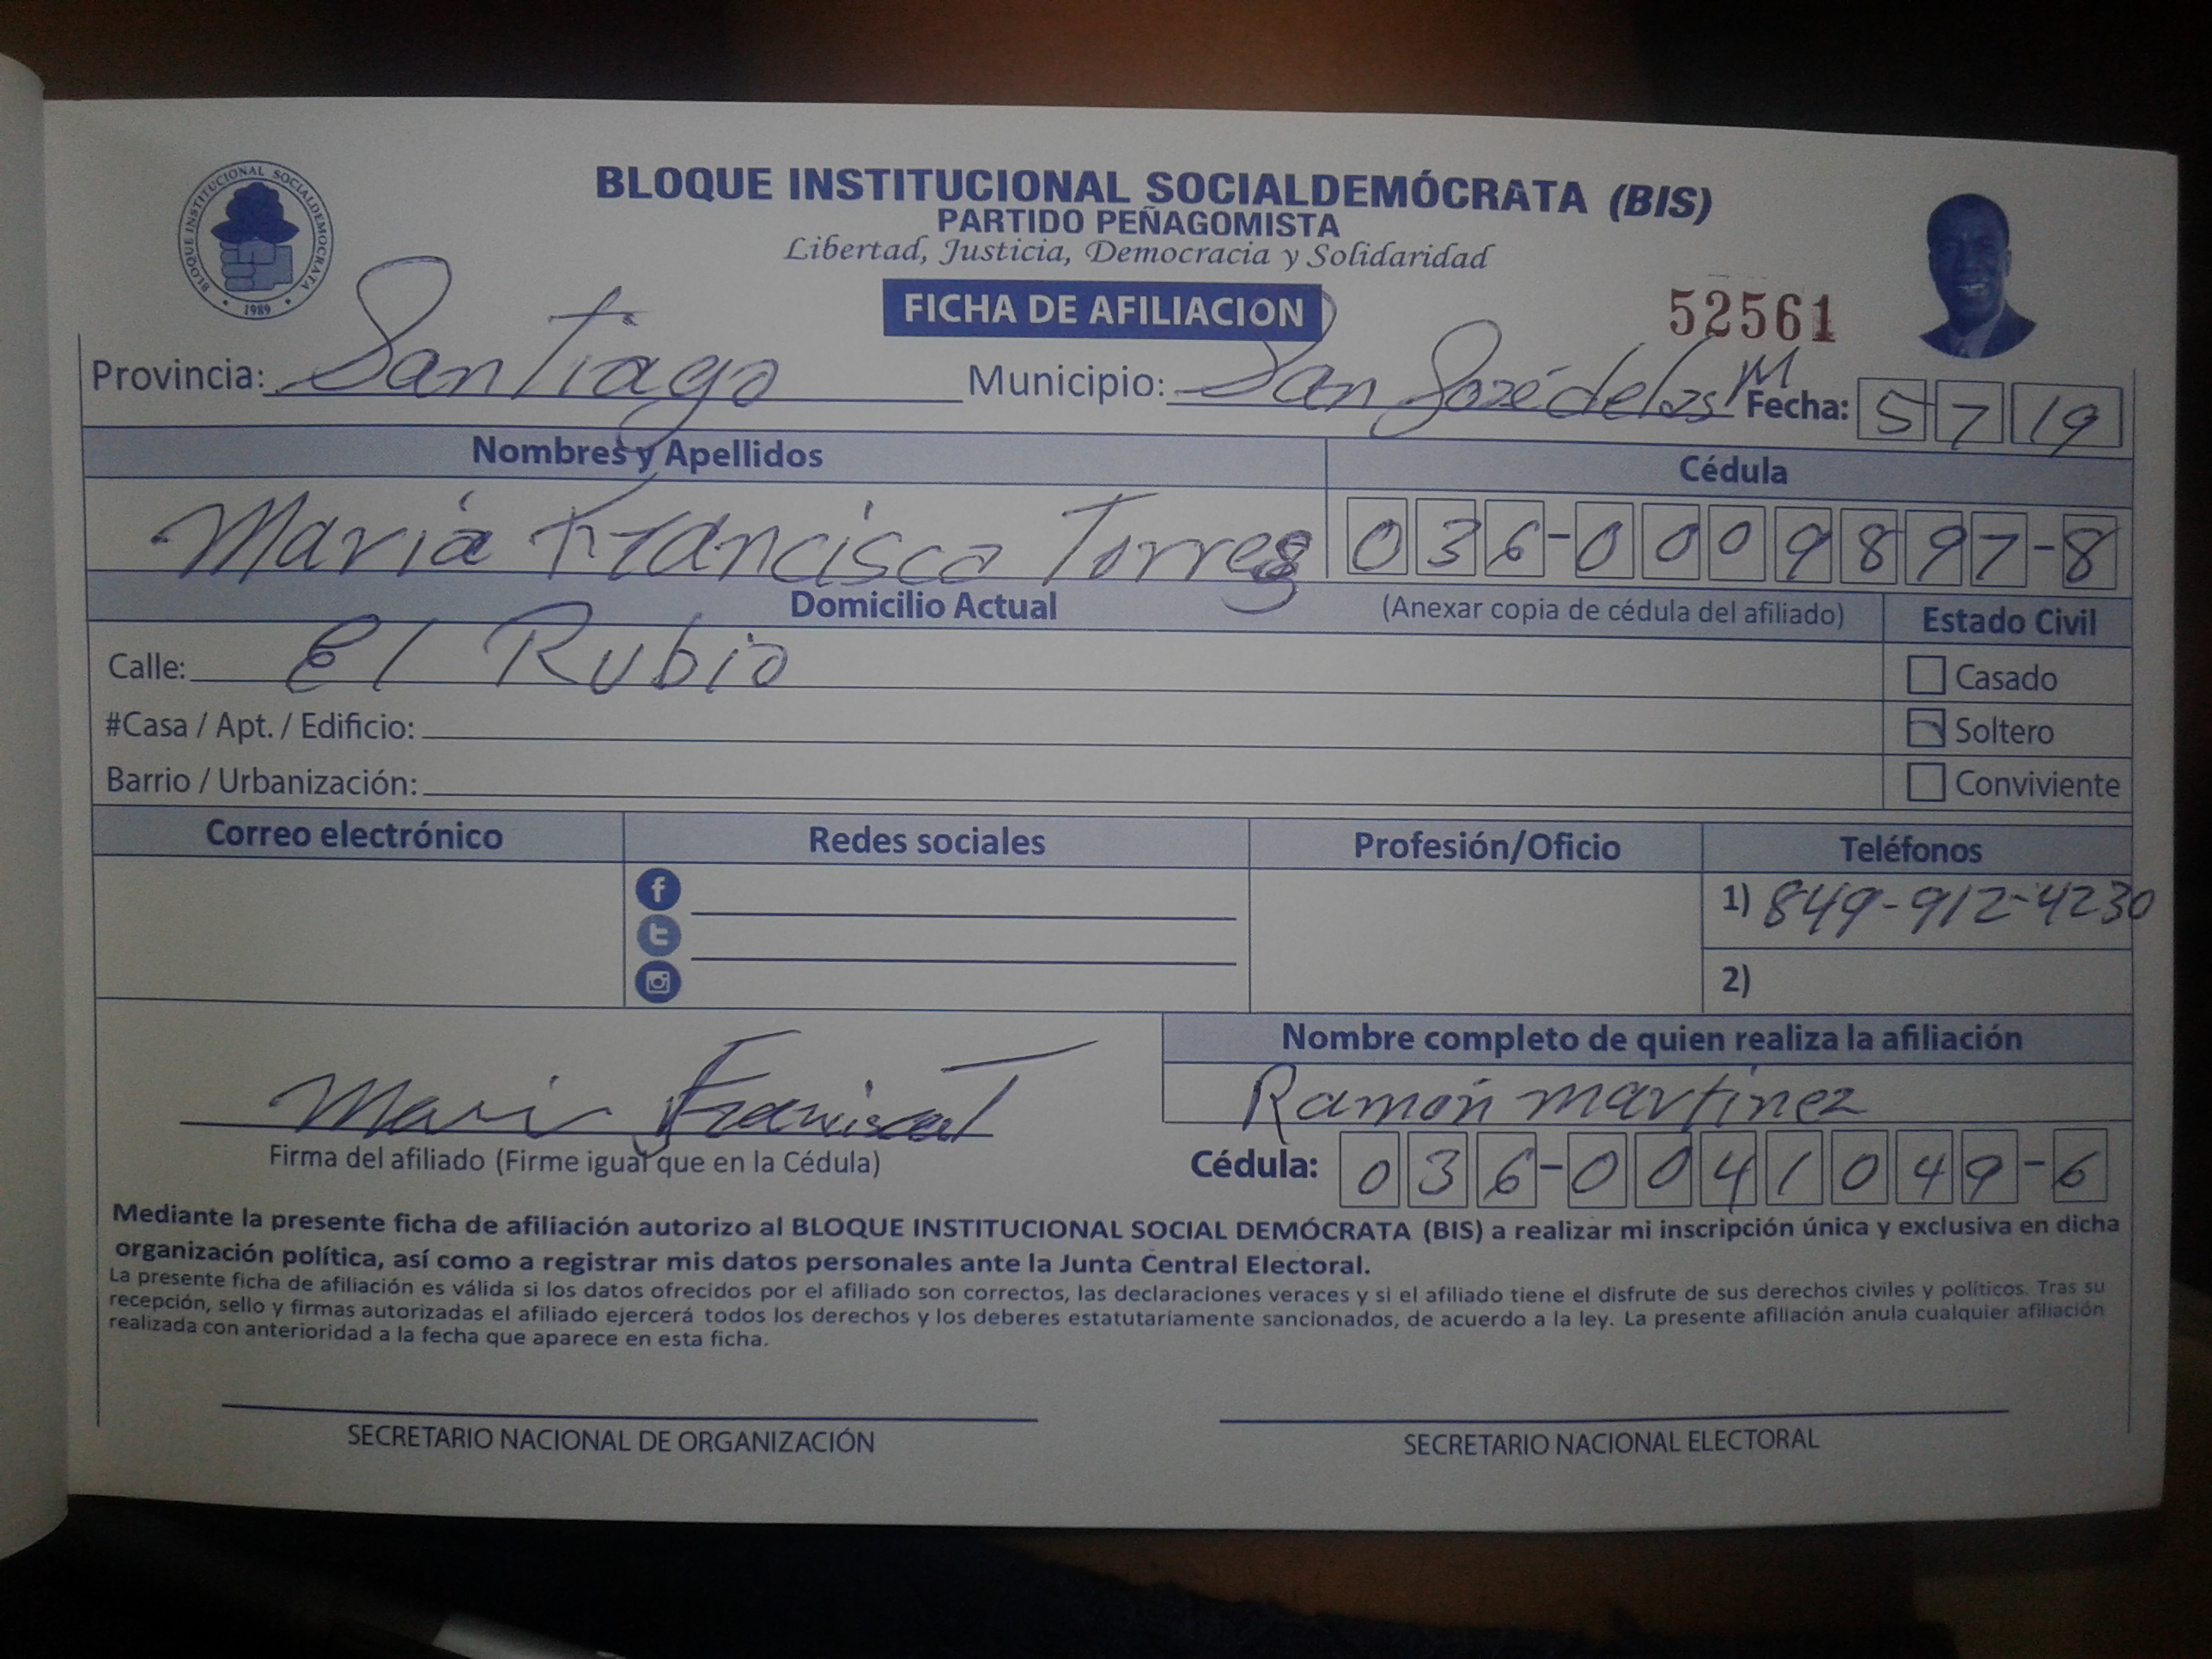 BLOQUE INSTITUCIONAL SOCIALDEMOCRATA
1989
BLOQUE INSTITUCIONAL SOCIALDEMÓCRATA (BIS)
PARTIDO PEÑAGOMISTA
Libertad, Justicia, Democracia y Solidaridad
FICHA DE AFILIACION
52561
Provincia: Santiago Municipio: San José de las M Fecha: 5 7 19
Nombres y Apellidos Cédula
Maria Francisca Torres 036-0009897-8
Domicilio Actual (Anexar copia de cédula del afiliado) Estado Civil
Calle: El Rubio Casado
#Casa / Apt. / Edificio: Soltero
Barrio / Urbanización: Conviviente
Correo electrónico Redes sociales Profesión/Oficio Teléfonos
1) 849-912-4230
2)
Nombre completo de quien realiza la afiliación
Ramón martinez
Maria Francisca T
Firma del afiliado (Firme igual que en la Cédula) Cédula: 036-0041049-6
Mediante la presente ficha de afiliación autorizo al BLOQUE INSTITUCIONAL SOCIAL DEMÓCRATA (BIS) a realizar mi inscripción única y exclusiva en dicha
organización política, así como a registrar mis datos personales ante la Junta Central Electoral.
La presente ficha de afiliación es válida si los datos ofrecidos por el afiliado son correctos, las declaraciones veraces y si el afiliado tiene el disfrute de sus derechos civiles y políticos. Tras su
recepción, sello y firmas autorizadas el afiliado ejercerá todos los derechos y los deberes estatutariamente sancionados, de acuerdo a la ley. La presente afiliación anula cualquier afiliación
realizada con anterioridad a la fecha que aparece en esta ficha.
SECRETARIO NACIONAL DE ORGANIZACIÓN SECRETARIO NACIONAL ELECTORAL